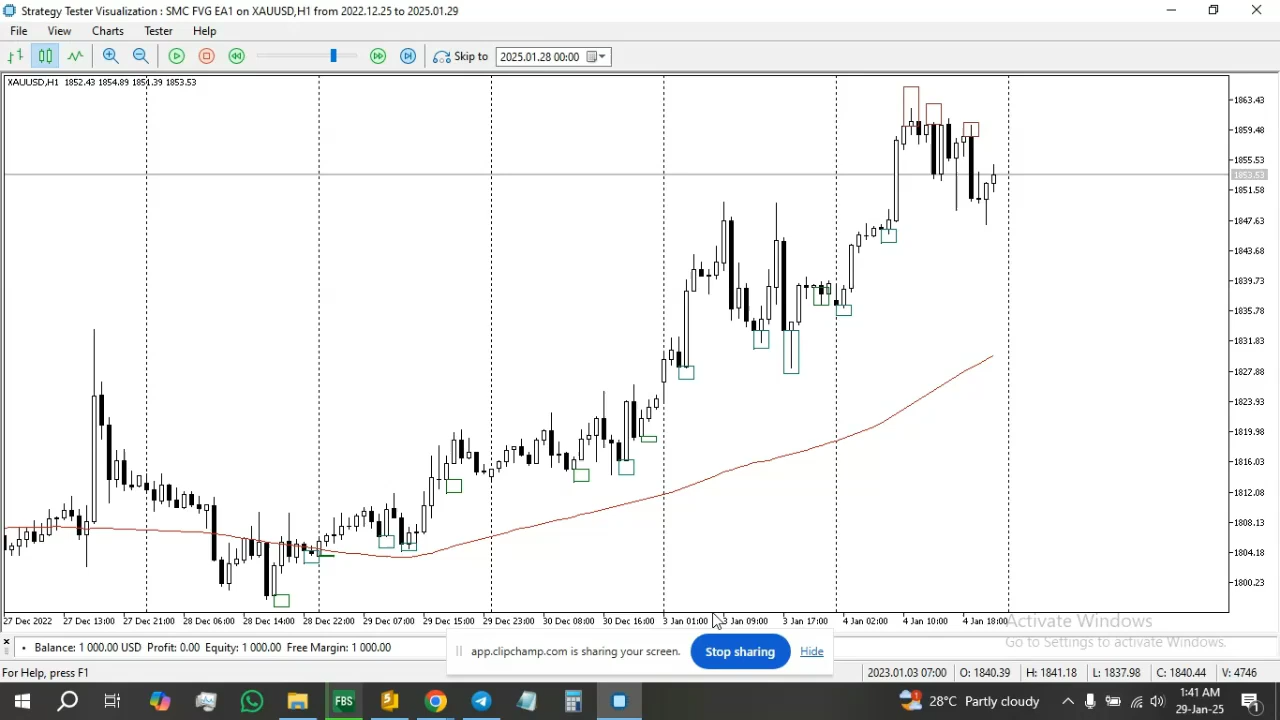 Strategy Tester Visualization : SMC FVG EA1 on XAUUSD,H1 from 2022.12.25 to 2025.01.29
File View Charts Tester Help
Skip to 2025.01.28 00:00
XAUUSD,H1 1852.43 1854.89 1851.39 1853.53
1863.43
1859.48
1855.53
1853.53
1851.58
1847.63
1843.68
1839.73
1835.78
1831.83
1827.88
1823.93
1819.98
1816.03
1812.08
1808.13
1804.18
1800.23
27 Dec 2022 27 Dec 13:00 27 Dec 21:00 28 Dec 06:00 28 Dec 14:00 28 Dec 22:00 29 Dec 07:00 29 Dec 15:00 29 Dec 23:00 30 Dec 08:00 30 Dec 16:00 3 Jan 01:00 3 Jan 09:00 3 Jan 17:00 4 Jan 02:00 4 Jan 10:00 4 Jan 18:00
Activate Windows
Go to Settings to activate Windows.
Balance: 1 000.00 USD Profit: 0.00 Equity: 1 000.00 Free Margin: 1 000.00
app.clipchamp.com is sharing your screen. Stop sharing Hide
For Help, press F1
2023.01.03 07:00 O: 1840.39 H: 1841.18 L: 1837.98 C: 1840.44 V: 4746
FBS 5 28°C Partly cloudy 1:41 AM
29-Jan-25 1